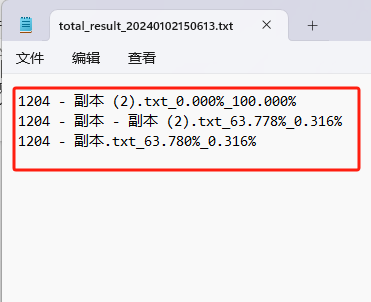 total_result_20240102150613.txt
文件 编辑 查看
1204 - 副本 (2).txt_0.000%_100.000%
1204 - 副本 - 副本 (2).txt_63.778%_0.316%
1204 - 副本.txt_63.780%_0.316%